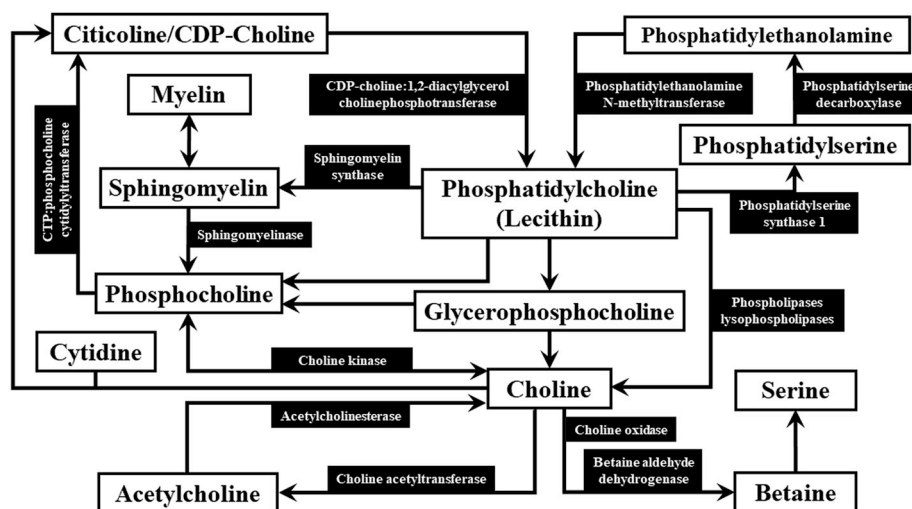 Citicoline/CDP-Choline
Phosphatidylethanolamine
CDP-choline:1,2-diacylglycerol
cholinephosphotransferase
Phosphatidylethanolamine
N-methyltransferase
Phosphatidylserine
decarboxylase
Myelin
CTP:phosphocholine
cytidylyltransferase
Phosphatidylserine
Sphingomyelin
synthase
Sphingomyelin
Phosphatidylcholine
(Lecithin)
Phosphatidylserine
synthase 1
Sphingomyelinase
Phosphocholine
Glycerophosphocholine
Phospholipases
lysophospholipases
Cytidine
Choline kinase
Choline
Serine
Acetylcholinesterase
Choline oxidase
Betaine aldehyde
dehydrogenase
Choline acetyltransferase
Acetylcholine
Betaine